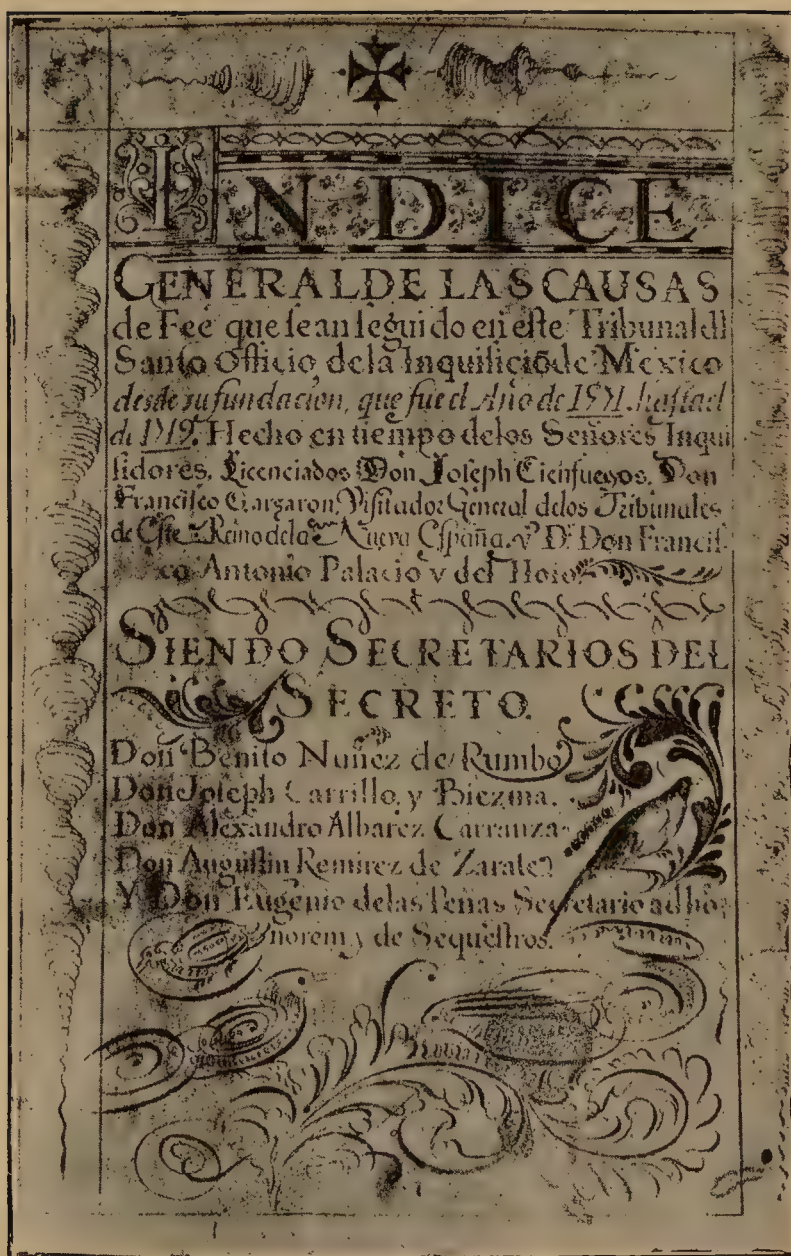 INDICE
GENERAL DE LAS CAUSAS
de Feé que se an seguido en este Tribunal dl
Santo Officio, de la Inquisiciõ de Mexico
desde su fundacion, que fue el Año de 1571. hasta el
de 1719. Hecho en tiempo de los Señores Inqui
sidores. Licenciados Don Joseph Cienfuegos. Don
Francisco Garzaron, Visitador General de los Tribunales
de Este Reino de la Nueva España. y D.r Don Francis-
co Antonio Palacio y del Hoio
SIENDO SECRETARIOS DEL
SECRETO.
Don Benito Nuñez de Rumbo
Don Joseph Carrillo, y Biezma.
Don Alexandro Albarez Carranza
Don Augustin Remirez de Zarate
Y Don Eugenio de las Peñas Secretario ad ho,
norem, y de Sequestros.